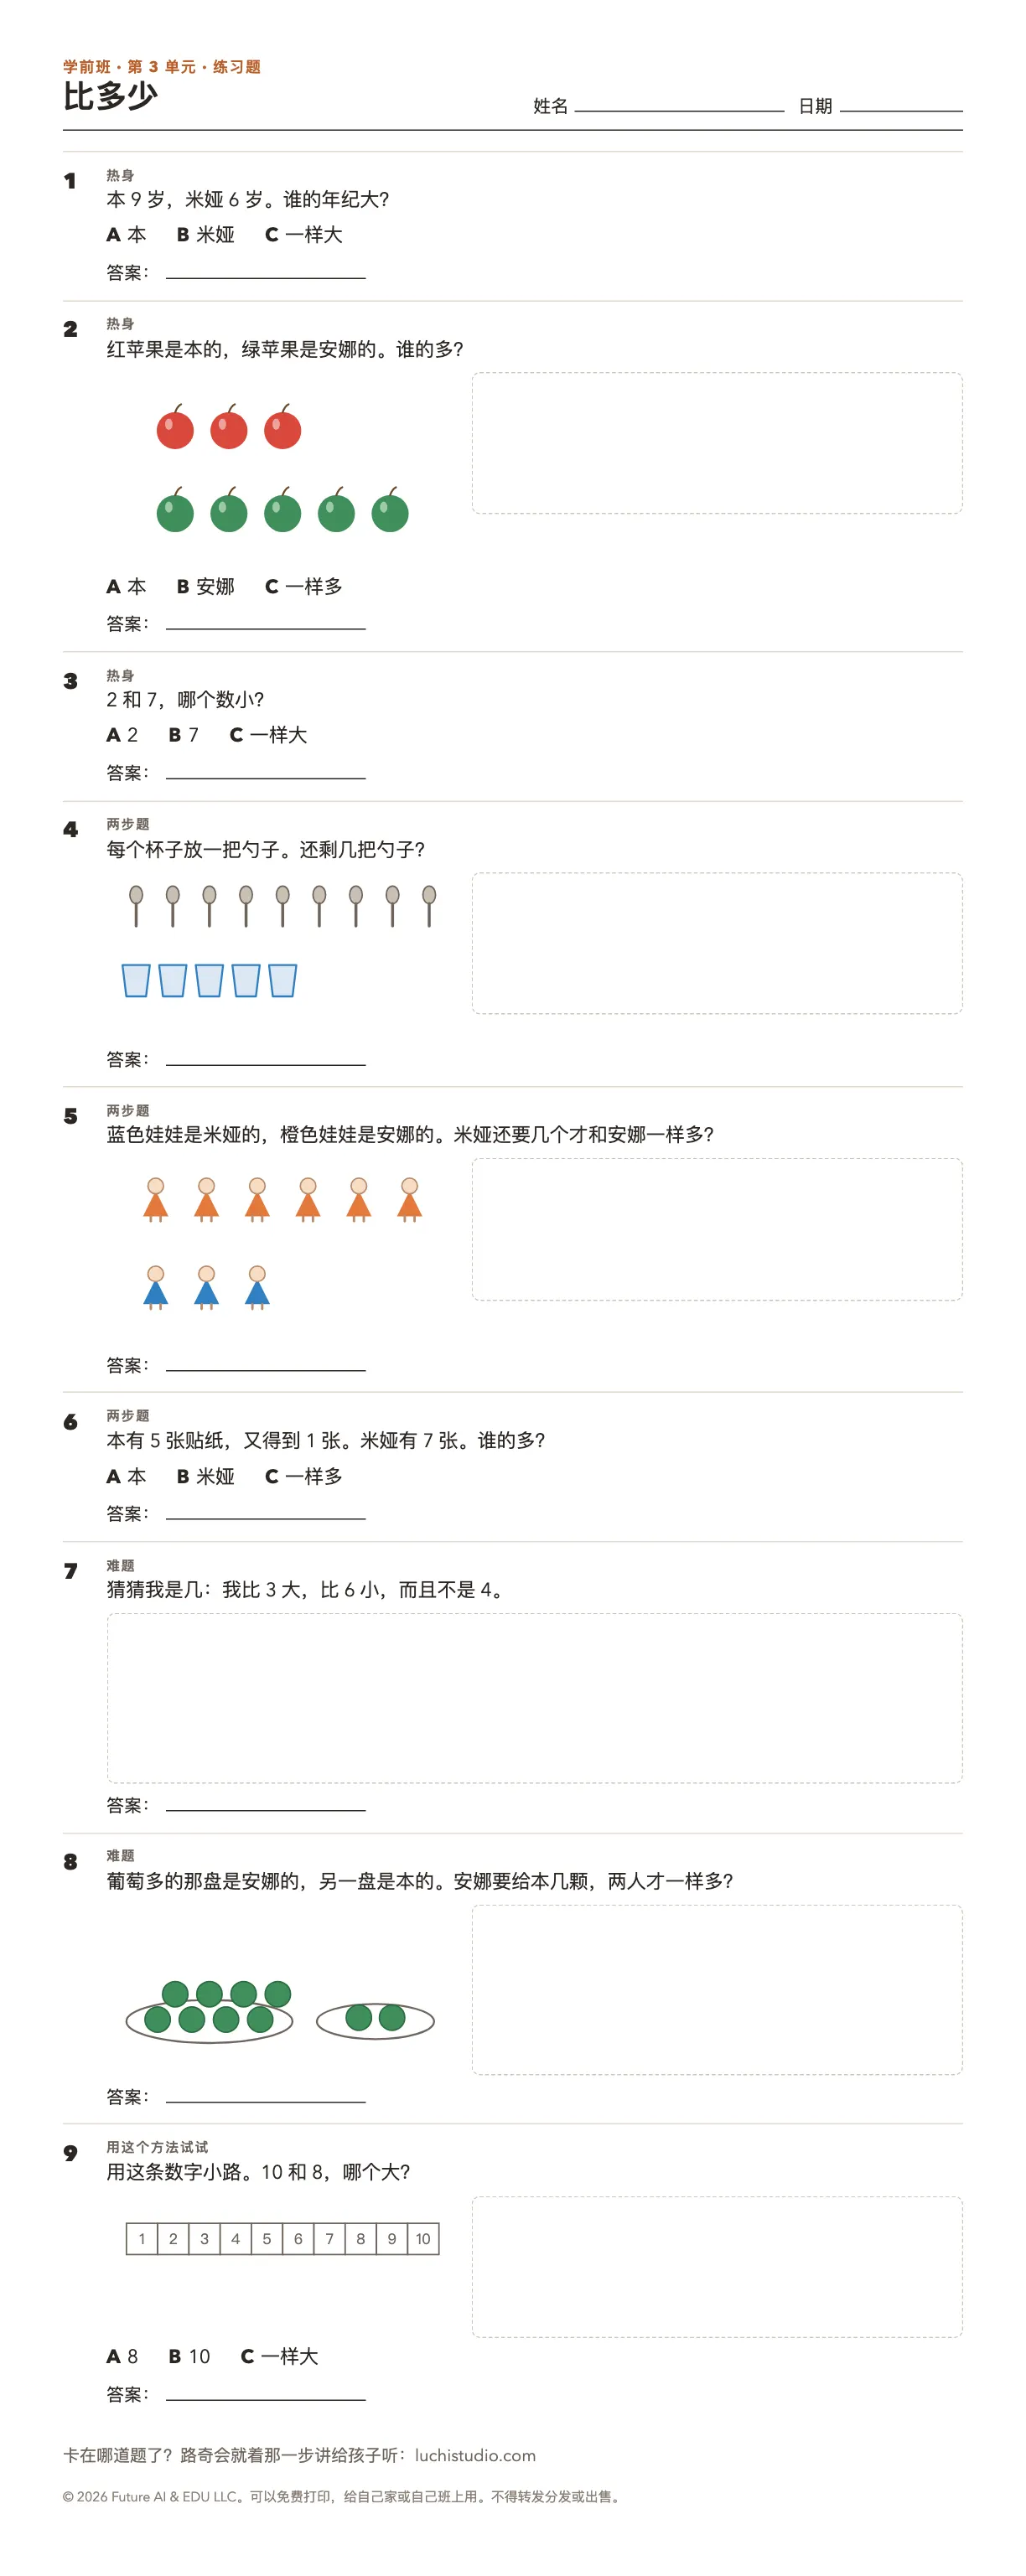 学前班 · 第 3 单元 · 练习题
比多少
姓名 日期
1
热身
本 9 岁，米娅 6 岁。谁的年纪大？
A 本 B 米娅 C 一样大
答案：
2
热身
红苹果是本的，绿苹果是安娜的。谁的多？
A 本 B 安娜 C 一样多
答案：
3
热身
2 和 7，哪个数小？
A 2 B 7 C 一样大
答案：
4
两步题
每个杯子放一把勺子。还剩几把勺子？
答案：
5
两步题
蓝色娃娃是米娅的，橙色娃娃是安娜的。米娅还要几个才和安娜一样多？
答案：
6
两步题
本有 5 张贴纸，又得到 1 张。米娅有 7 张。谁的多？
A 本 B 米娅 C 一样多
答案：
7
难题
猜猜我是几：我比 3 大，比 6 小，而且不是 4。
答案：
8
难题
葡萄多的那盘是安娜的，另一盘是本的。安娜要给本几颗，两人才一样多？
答案：
9
用这个方法试试
用这条数字小路。10 和 8，哪个大？
1 2 3 4 5 6 7 8 9 10
A 8 B 10 C 一样大
答案：
卡在哪道题了？路奇会就着那一步讲给孩子听：luchistudio.com
© 2026 Future AI & EDU LLC。可以免费打印，给自己家或自己班上用。不得转发分发或出售。